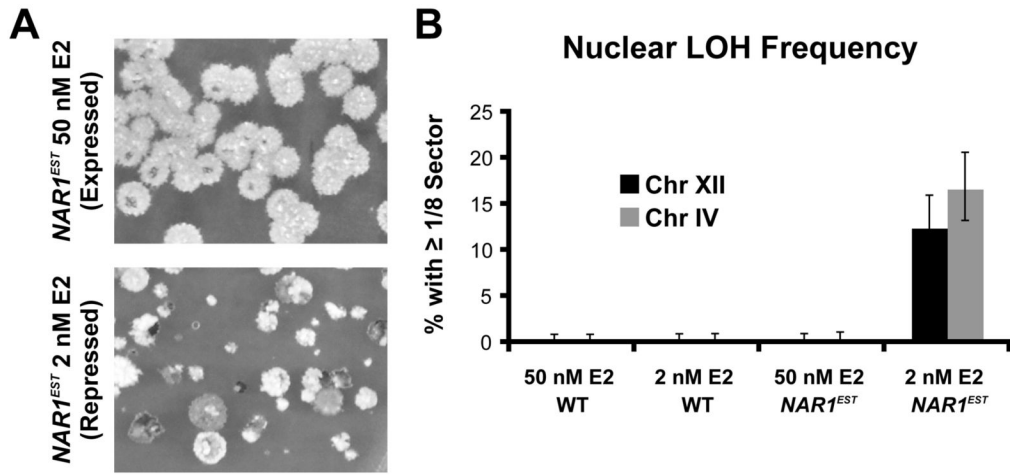 A
NAR1EST 50 nM E2
(Expressed)
NAR1EST 2 nM E2
(Repressed)
B
Nuclear LOH Frequency
% with ≥ 1/8 Sector
25
20
15
10
5
0
Chr XII
Chr IV
50 nM E2
WT
2 nM E2
WT
50 nM E2
NAR1EST
2 nM E2
NAR1EST